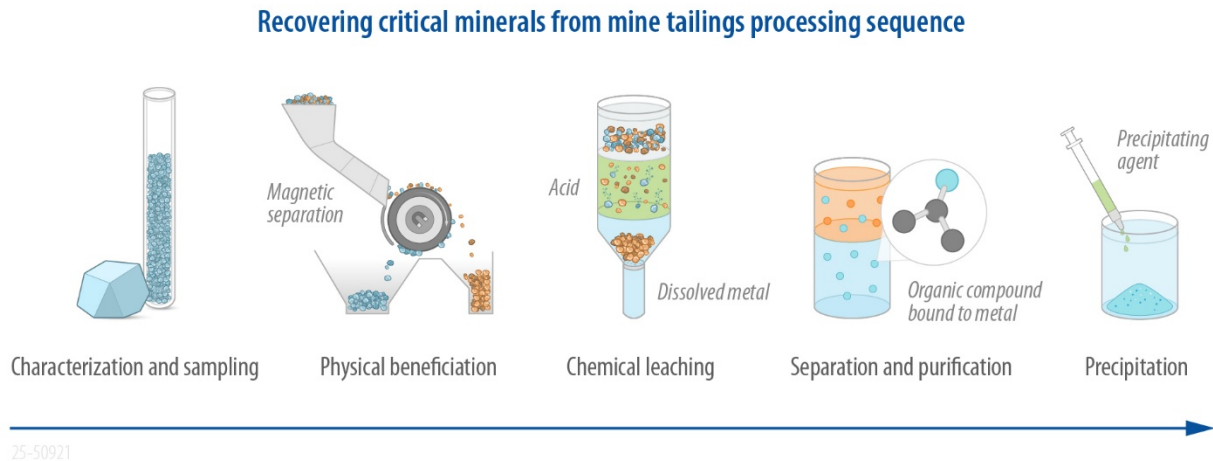 Recovering critical minerals from mine tailings processing sequence
Magnetic
separation
Acid
Dissolved metal
Organic compound
bound to metal
Precipitating
agent
Characterization and sampling
Physical beneficiation
Chemical leaching
Separation and purification
Precipitation
25-50921